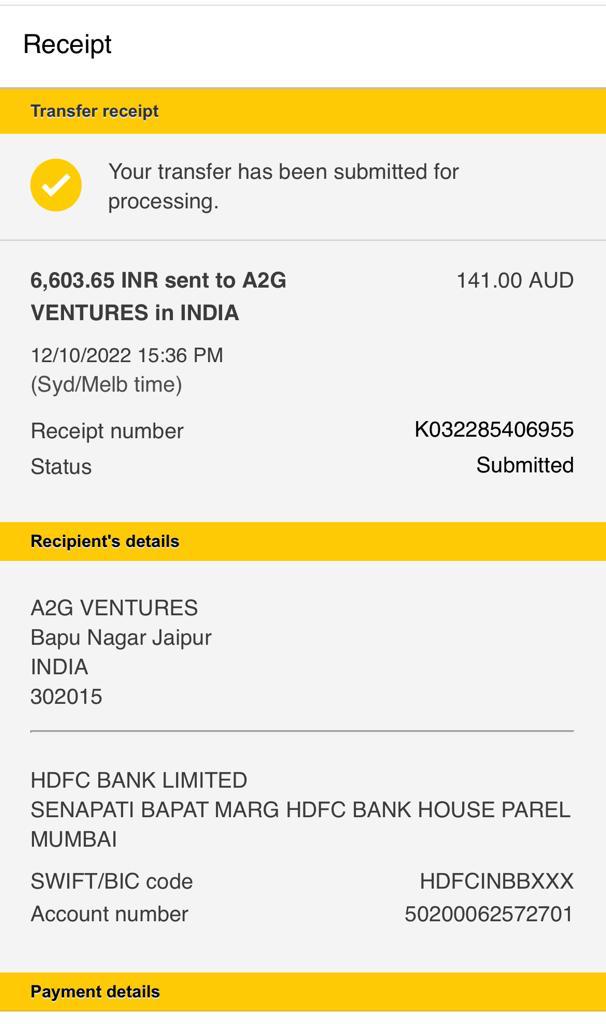 Receipt
Transfer receipt
Your transfer has been submitted for
processing.
6,603.65 INR sent to A2G 141.00 AUD
VENTURES in INDIA
12/10/2022 15:36 PM
(Syd/Melb time)
Receipt number K032285406955
Status Submitted
Recipient's details
A2G VENTURES
Bapu Nagar Jaipur
INDIA
302015
HDFC BANK LIMITED
SENAPATI BAPAT MARG HDFC BANK HOUSE PAREL
MUMBAI
SWIFT/BIC code HDFCINBBXXX
Account number 50200062572701
Payment details